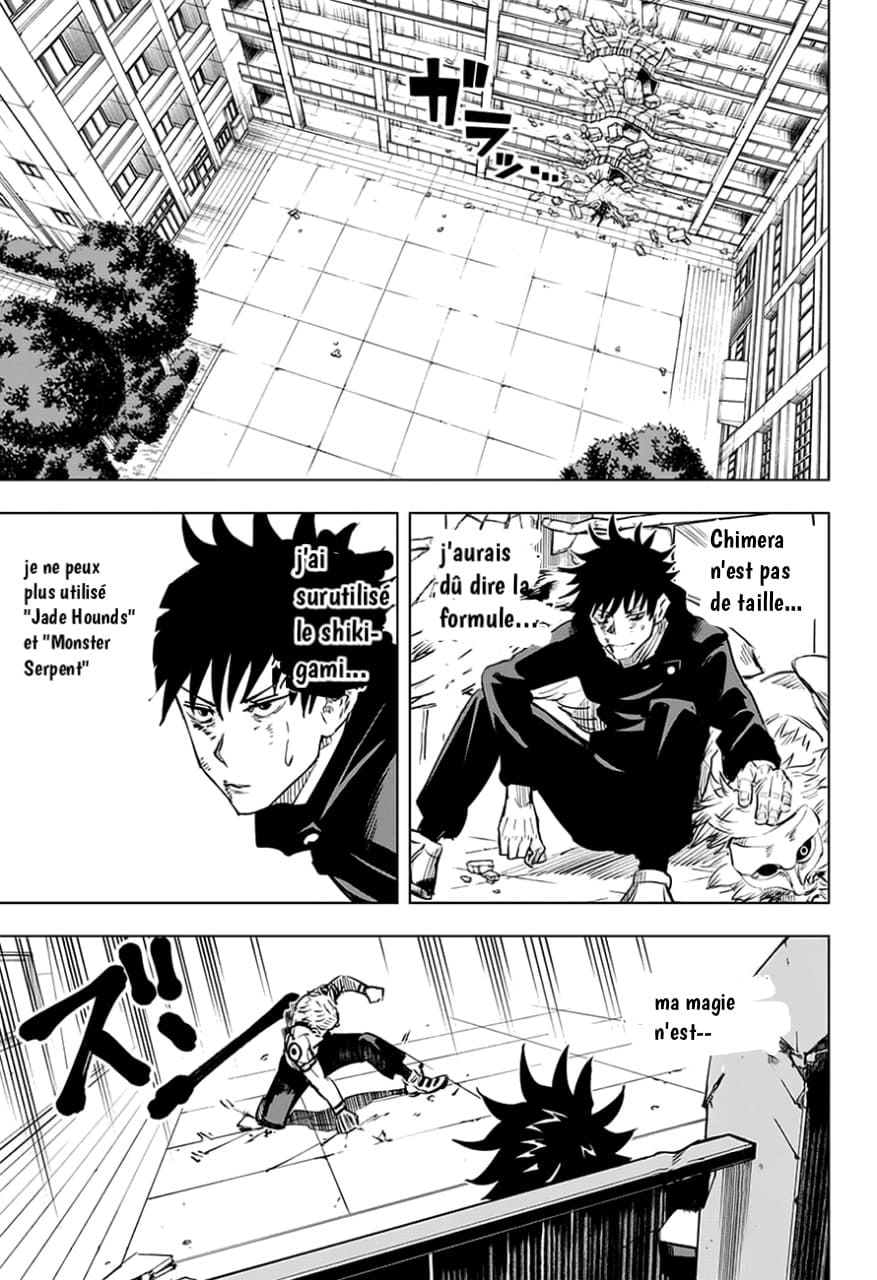 ガラ...
Chimera
n'est pas
de taille...
j'aurais
dû dire la
formule...
j'ai
surutilisé
le shiki-
gami...
je ne peux
plus utilisé
"Jade Hounds"
et "Monster
Serpent"
ズン
ma magie
n'est--